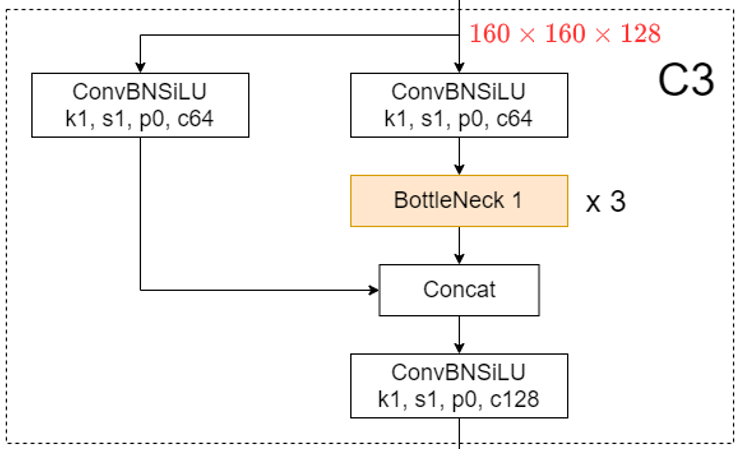 160 × 160 × 128
C3
ConvBNSiLU
k1, s1, p0, c64
ConvBNSiLU
k1, s1, p0, c64
BottleNeck 1
x 3
Concat
ConvBNSiLU
k1, s1, p0, c128